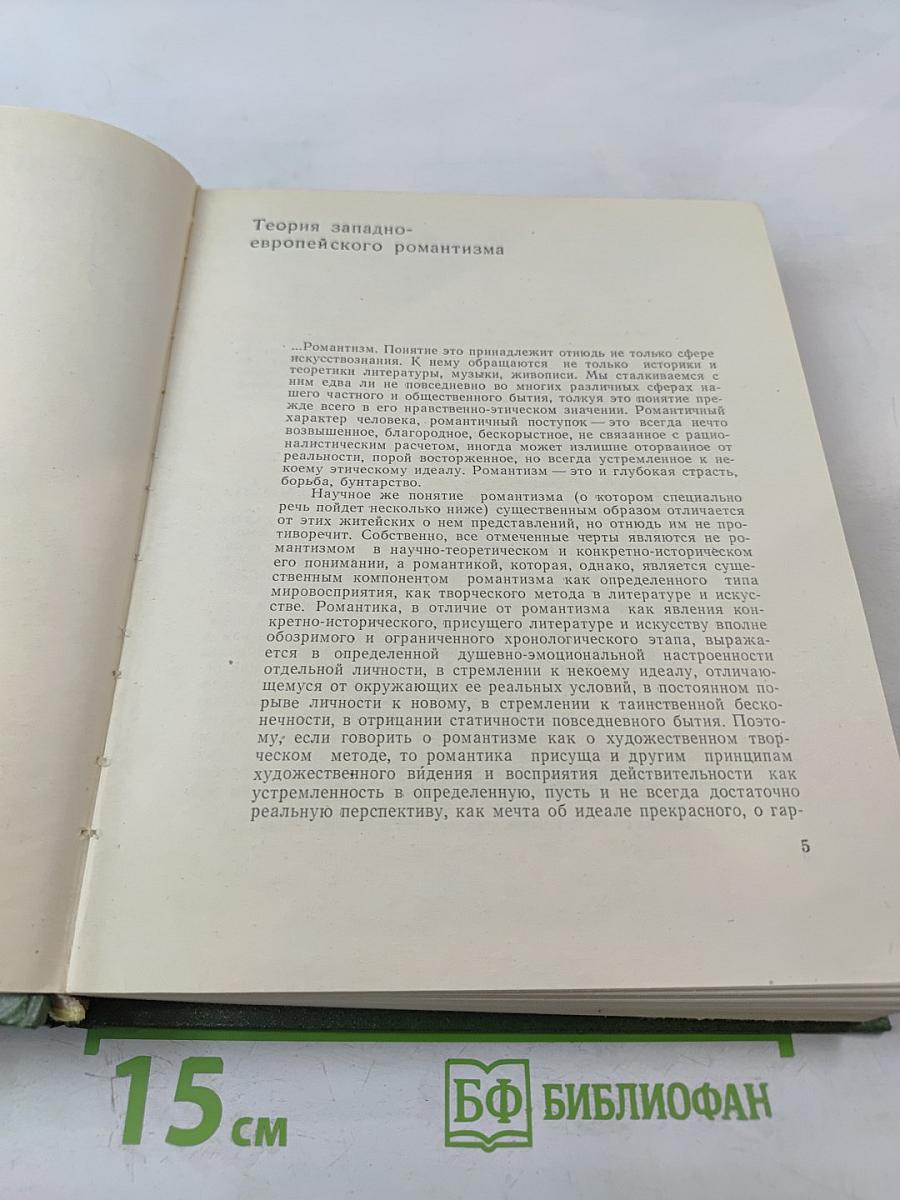 Теория западно-
европейского романтизма
...Романтизм. Понятие это принадлежит отнюдь не только сфере
искусствознания. К нему обращаются не только историки и
теоретики литературы, музыки, живописи. Мы сталкиваемся с
ним едва ли не повседневно во многих различных сферах на-
шего частного и общественного бытия, толкуя это понятие пре-
жде всего в его нравственно-этическом значении. Романтичный
характер человека, романтичный поступок — это всегда нечто
возвышенное, благородное, бескорыстное, не связанное с рацио-
налистическим расчетом, иногда может излишне оторванное от
реальности, порой восторженное, но всегда устремленное к не-
коему этическому идеалу. Романтизм — это и глубокая страсть,
борьба, бунтарство.
Научное же понятие романтизма (о котором специально
речь пойдет несколько ниже) существенным образом отличается
от этих житейских о нем представлений, но отнюдь им не про-
тиворечит. Собственно, все отмеченные черты являются не ро-
мантизмом в научно-теоретическом и конкретно-историческом
его понимании, а романтикой, которая, однако, является суще-
ственным компонентом романтизма как определенного типа
мировосприятия, как творческого метода в литературе и искус-
стве. Романтика, в отличие от романтизма как явления кон-
кретно-исторического, присущего литературе и искусству вполне
обозримого и ограниченного хронологического этапа, выража-
ется в определенной душевно-эмоциональной настроенности
отдельной личности, в стремлении к некоему идеалу, отличаю-
щемуся от окружающих ее реальных условий, в постоянном по-
рыве личности к новому, в стремлении к таинственной беско-
нечности, в отрицании статичности повседневного бытия. Поэто-
му, если говорить о романтизме как о художественном твор-
ческом методе, то романтика присуща и другим принципам
художественного видения и восприятия действительности как
устремленность в определенную, пусть и не всегда достаточно
реальную перспективу, как мечта об идеале прекрасного, о гар-
5
15 см
БФ БИБЛИОФАН